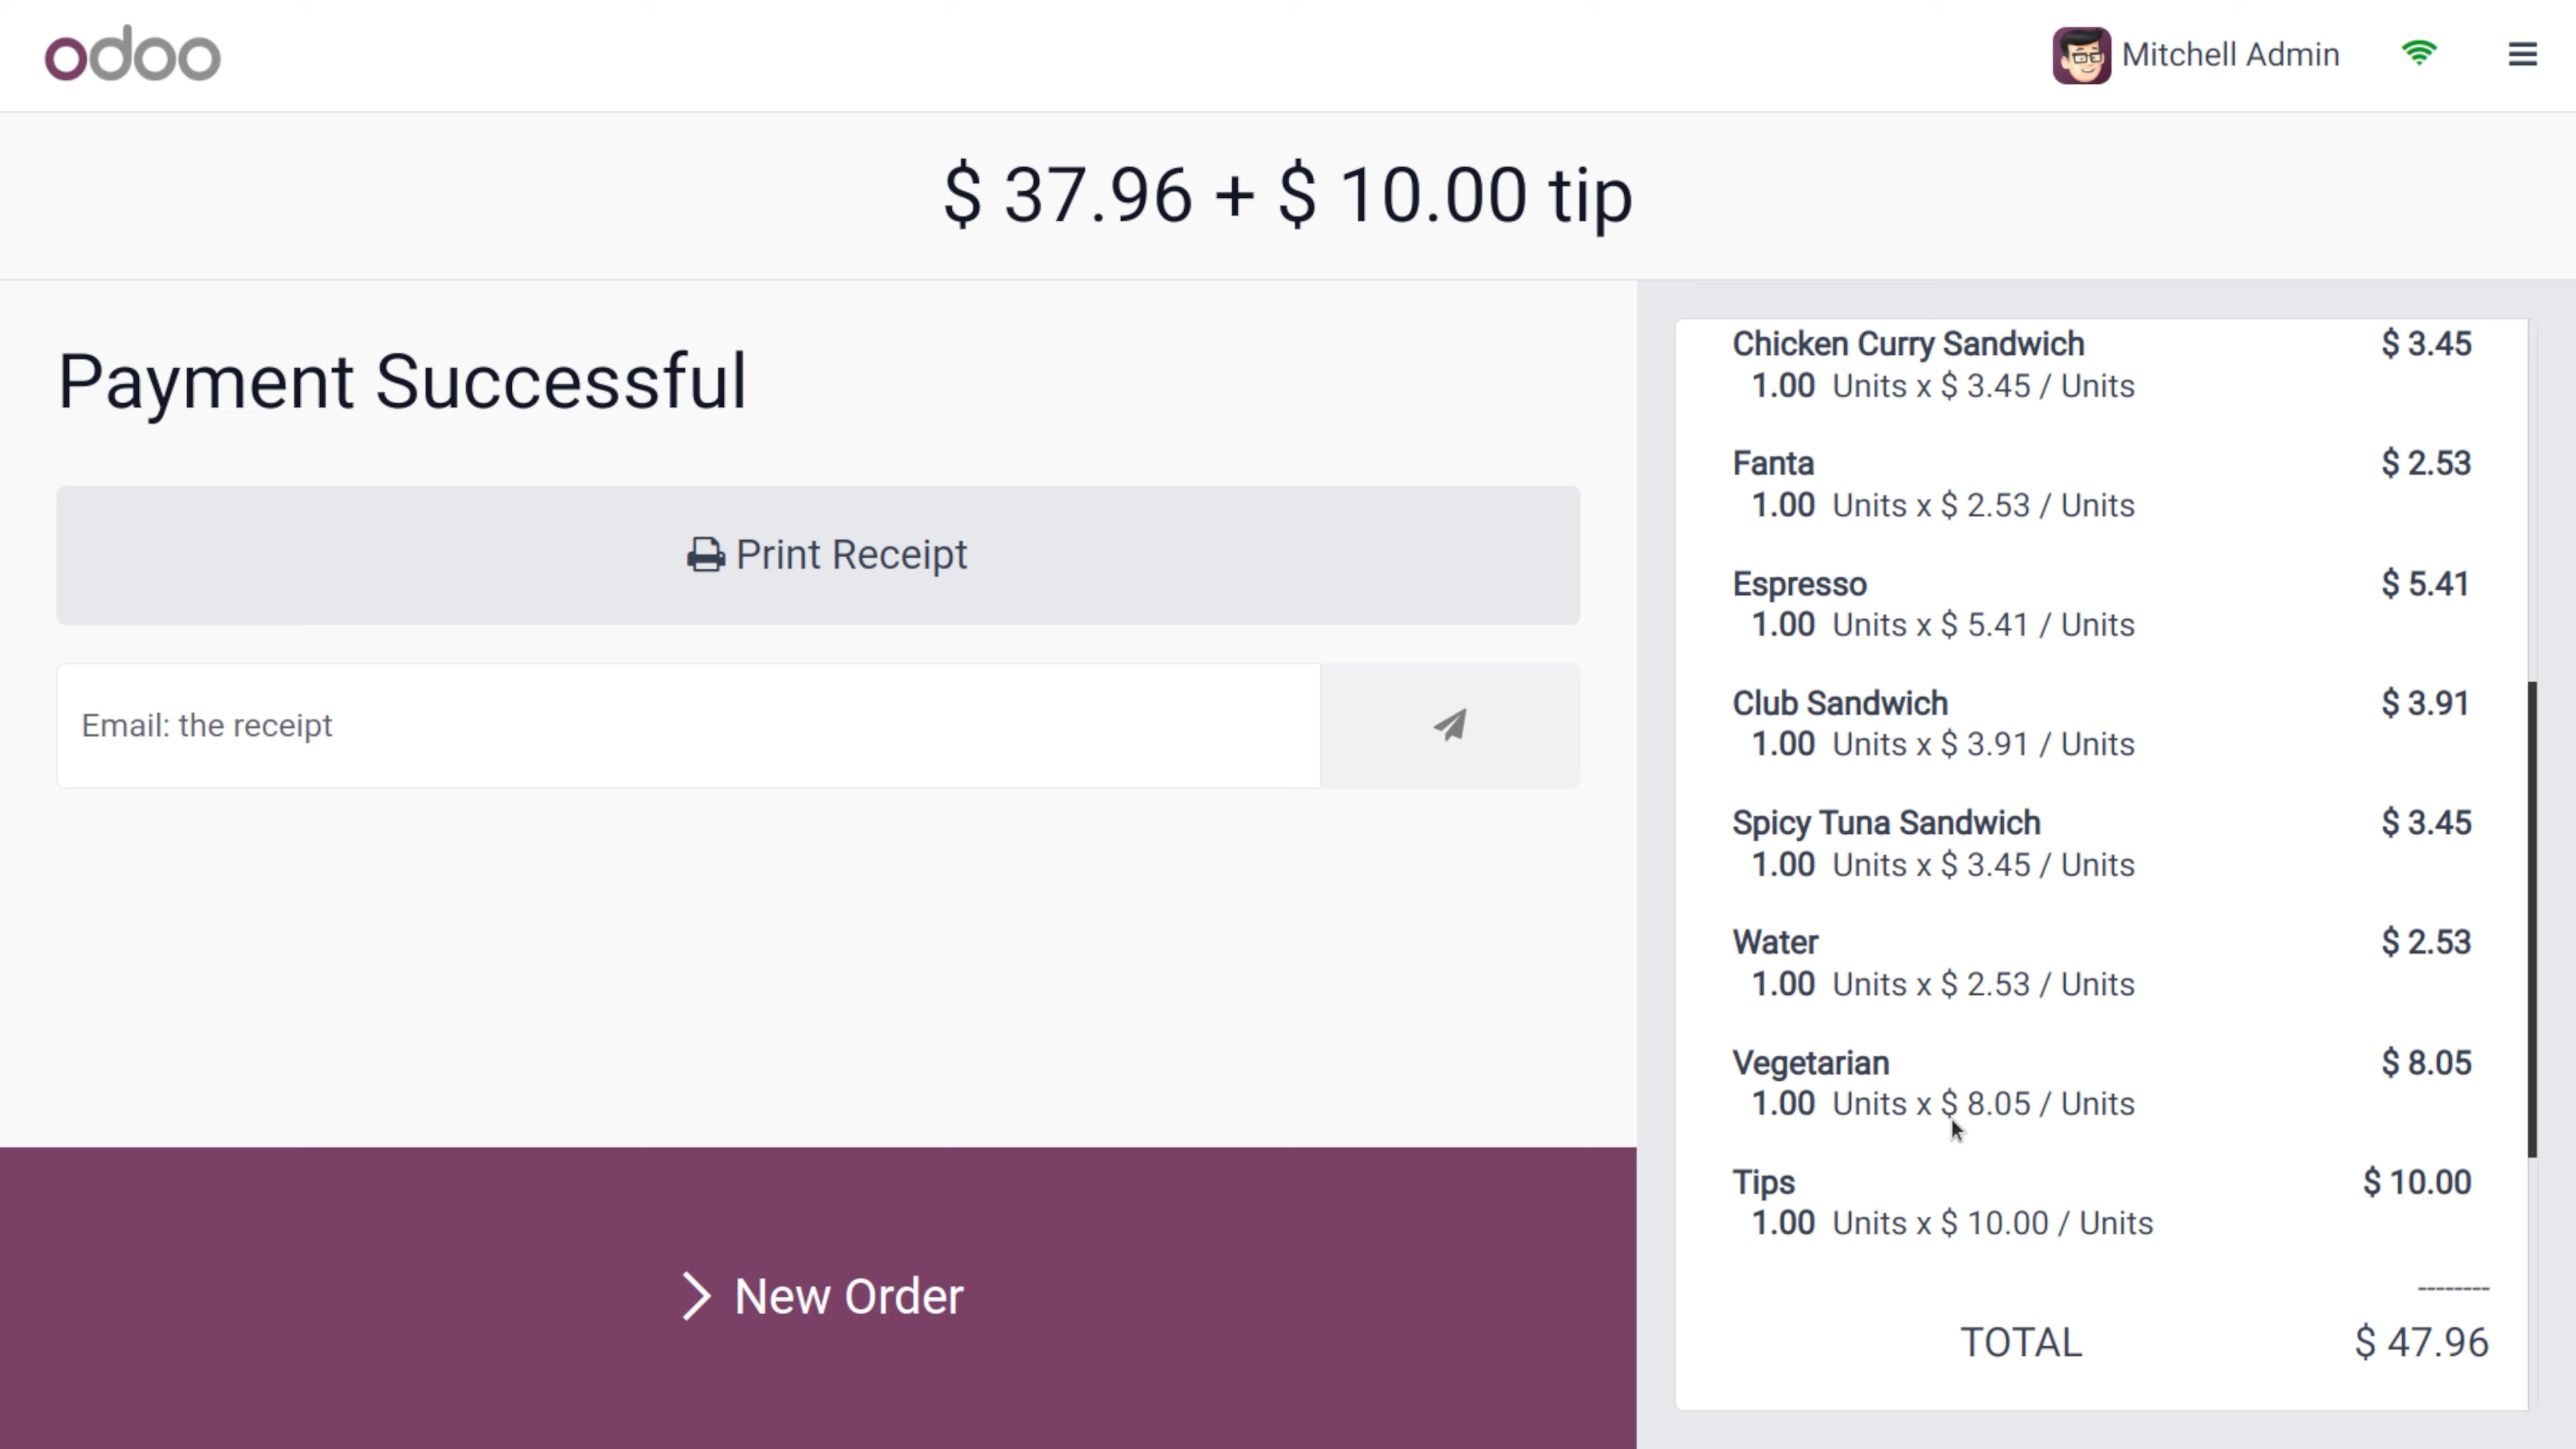 odoo
Mitchell Admin
$ 37.96 + $ 10.00 tip
Payment Successful
Print Receipt
Email: the receipt
New Order
Chicken Curry Sandwich $ 3.45
1.00 Units x $ 3.45 / Units
Fanta $ 2.53
1.00 Units x $ 2.53 / Units
Espresso $ 5.41
1.00 Units x $ 5.41 / Units
Club Sandwich $ 3.91
1.00 Units x $ 3.91 / Units
Spicy Tuna Sandwich $ 3.45
1.00 Units x $ 3.45 / Units
Water $ 2.53
1.00 Units x $ 2.53 / Units
Vegetarian $ 8.05
1.00 Units x $ 8.05 / Units
Tips $ 10.00
1.00 Units x $ 10.00 / Units
--------
TOTAL $ 47.96